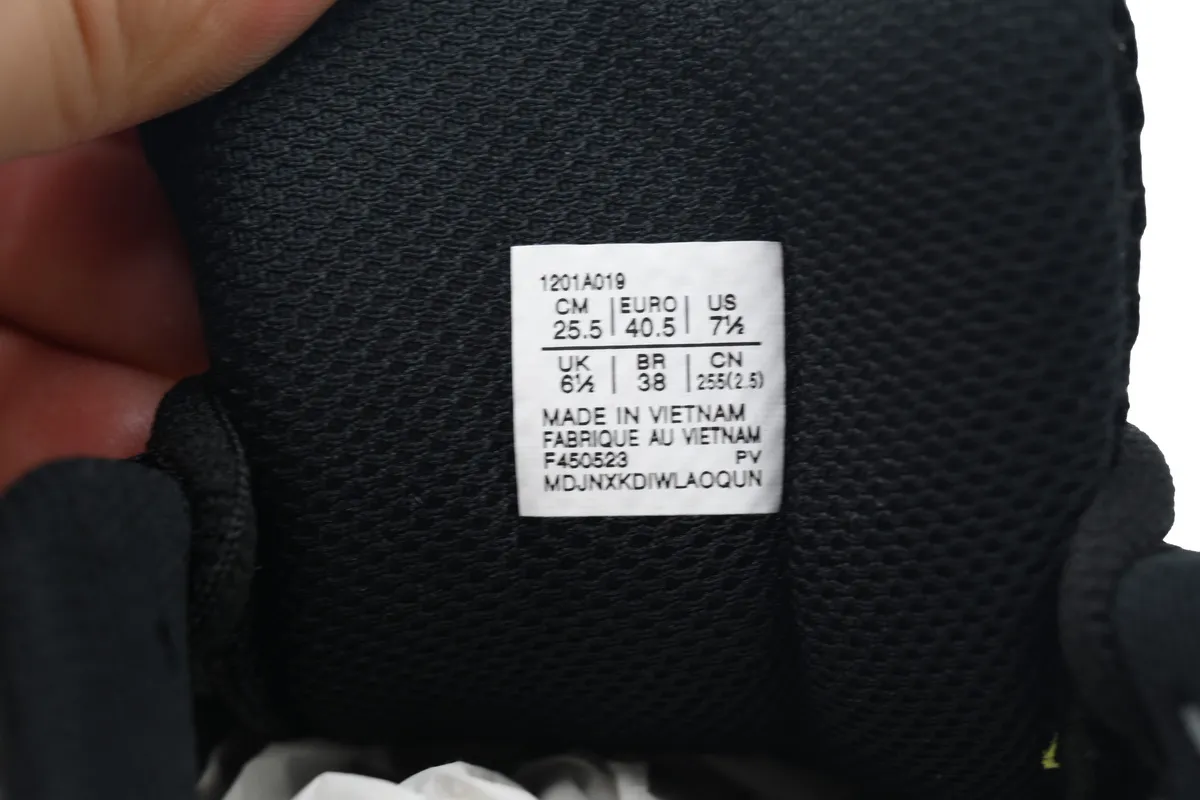 1201A019
CM | EURO | US
25.5 | 40.5 | 7½
UK | BR | CN
6½ | 38 | 255(2.5)
MADE IN VIETNAM
FABRIQUE AU VIETNAM
F450523 PV
MDJNXKDIWLAOQUN